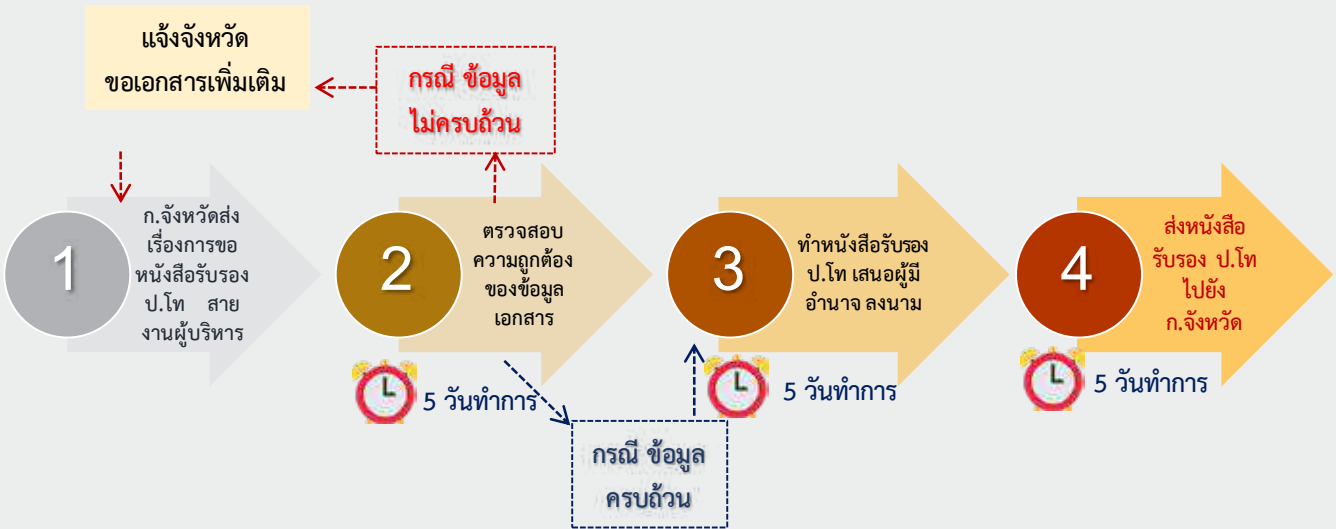 แจ้งจังหวัด
ขอเอกสารเพิ่มเติม
กรณี ข้อมูล
ไม่ครบถ้วน
1
ก.จังหวัดส่ง
เรื่องการขอ
หนังสือรับรอง
ป.โท สาย
งานผู้บริหาร
2
ตรวจสอบ
ความถูกต้อง
ของข้อมูล
เอกสาร
5 วันทำการ
กรณี ข้อมูล
ครบถ้วน
3
ทำหนังสือรับรอง
ป.โท เสนอผู้มี
อำนาจ ลงนาม
5 วันทำการ
4
ส่งหนังสือ
รับรอง ป.โท
ไปยัง
ก.จังหวัด
5 วันทำการ